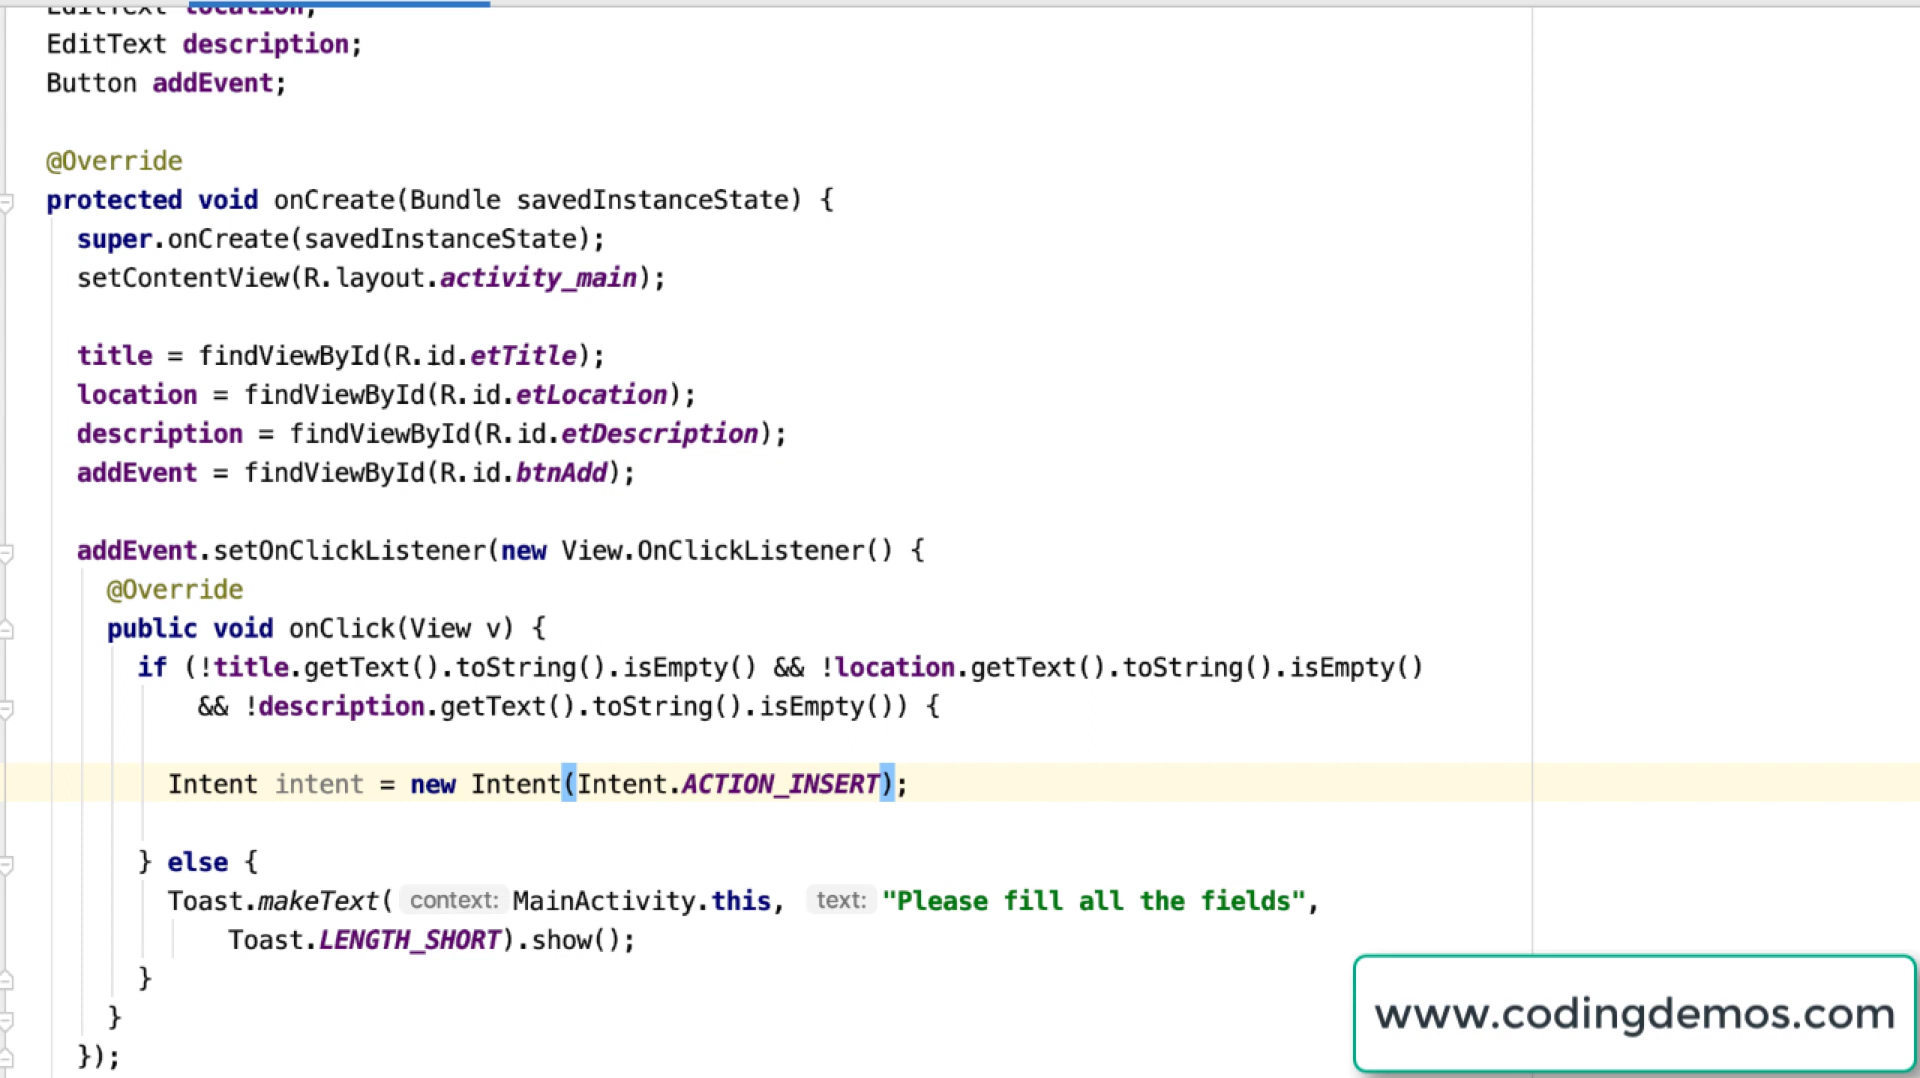 EditText location;
EditText description;
Button addEvent;
@Override
protected void onCreate(Bundle savedInstanceState) {
super.onCreate(savedInstanceState);
setContentView(R.layout.activity_main);
title = findViewById(R.id.etTitle);
location = findViewById(R.id.etLocation);
description = findViewById(R.id.etDescription);
addEvent = findViewById(R.id.btnAdd);
addEvent.setOnClickListener(new View.OnClickListener() {
@Override
public void onClick(View v) {
if (!title.getText().toString().isEmpty() && !location.getText().toString().isEmpty()
&& !description.getText().toString().isEmpty()) {
Intent intent = new Intent(Intent.ACTION_INSERT);
} else {
Toast.makeText( context: MainActivity.this, text: "Please fill all the fields",
Toast.LENGTH_SHORT).show();
}
}
});
www.codingdemos.com